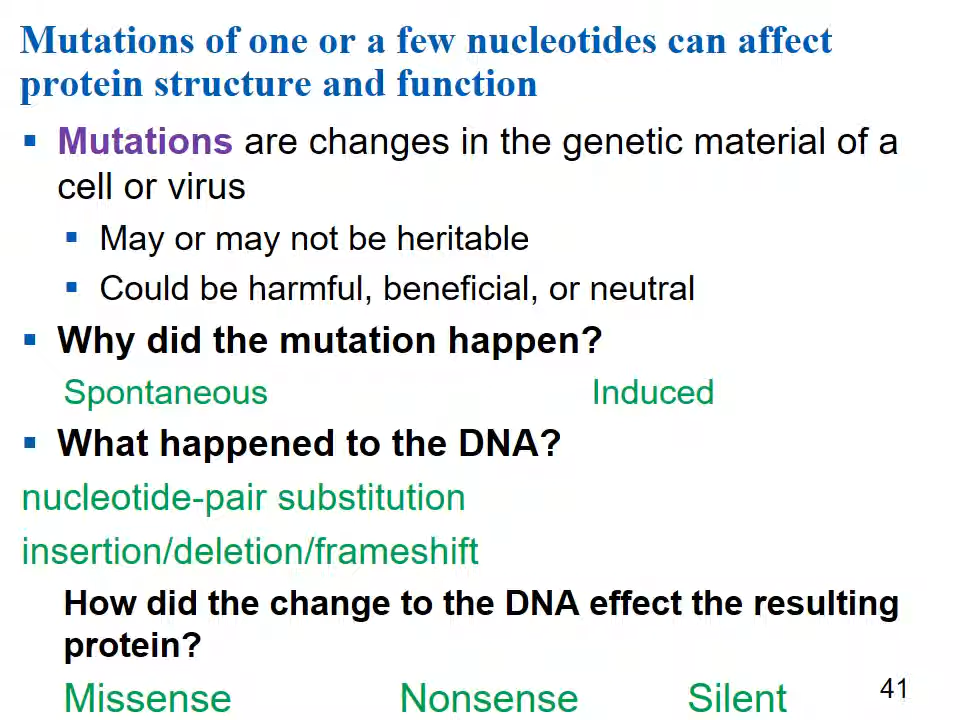 Mutations of one or a few nucleotides can affect
protein structure and function
▪ Mutations are changes in the genetic material of a
cell or virus
▪ May or may not be heritable
▪ Could be harmful, beneficial, or neutral
▪ Why did the mutation happen?
Spontaneous Induced
▪ What happened to the DNA?
nucleotide-pair substitution
insertion/deletion/frameshift
How did the change to the DNA effect the resulting
protein?
Missense Nonsense Silent
41